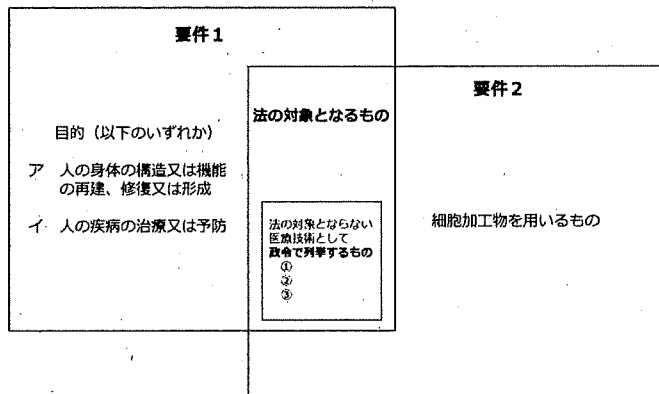 要件1
要件2
法の対象となるもの
目的（以下のいずれか）
ア 人の身体の構造又は機能
の再建、修復又は形成
イ 人の疾病の治療又は予防
法の対象とならない
医療技術として
政令で列挙するもの
①
②
③
細胞加工物を用いるもの